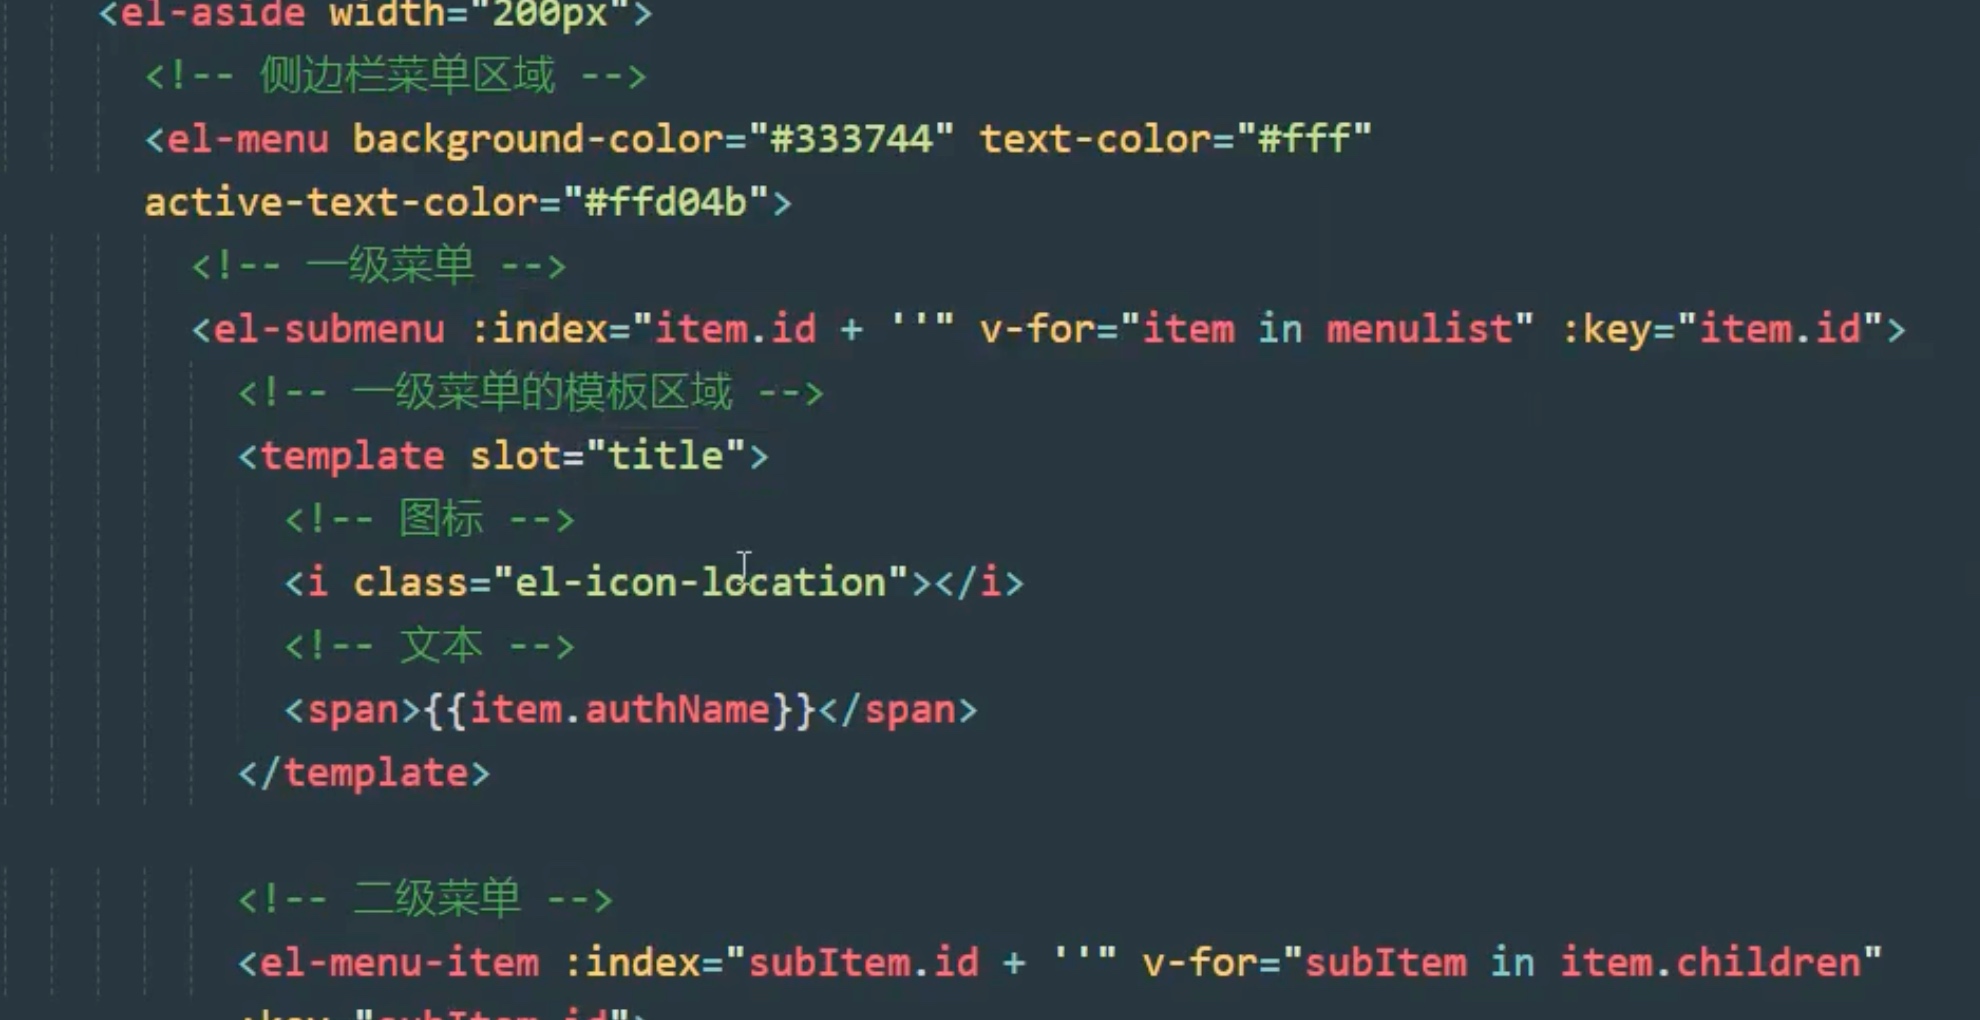 <el-aside width="200px">
<!-- 侧边栏菜单区域 -->
<el-menu background-color="#333744" text-color="#fff"
active-text-color="#ffd04b">
<!-- 一级菜单 -->
<el-submenu :index="item.id + ''" v-for="item in menulist" :key="item.id">
<!-- 一级菜单的模板区域 -->
<template slot="title">
<!-- 图标 -->
<i class="el-icon-location"></i>
<!-- 文本 -->
<span>{{item.authName}}</span>
</template>
<!-- 二级菜单 -->
<el-menu-item :index="subItem.id + ''" v-for="subItem in item.children"
:key="subItem.id">